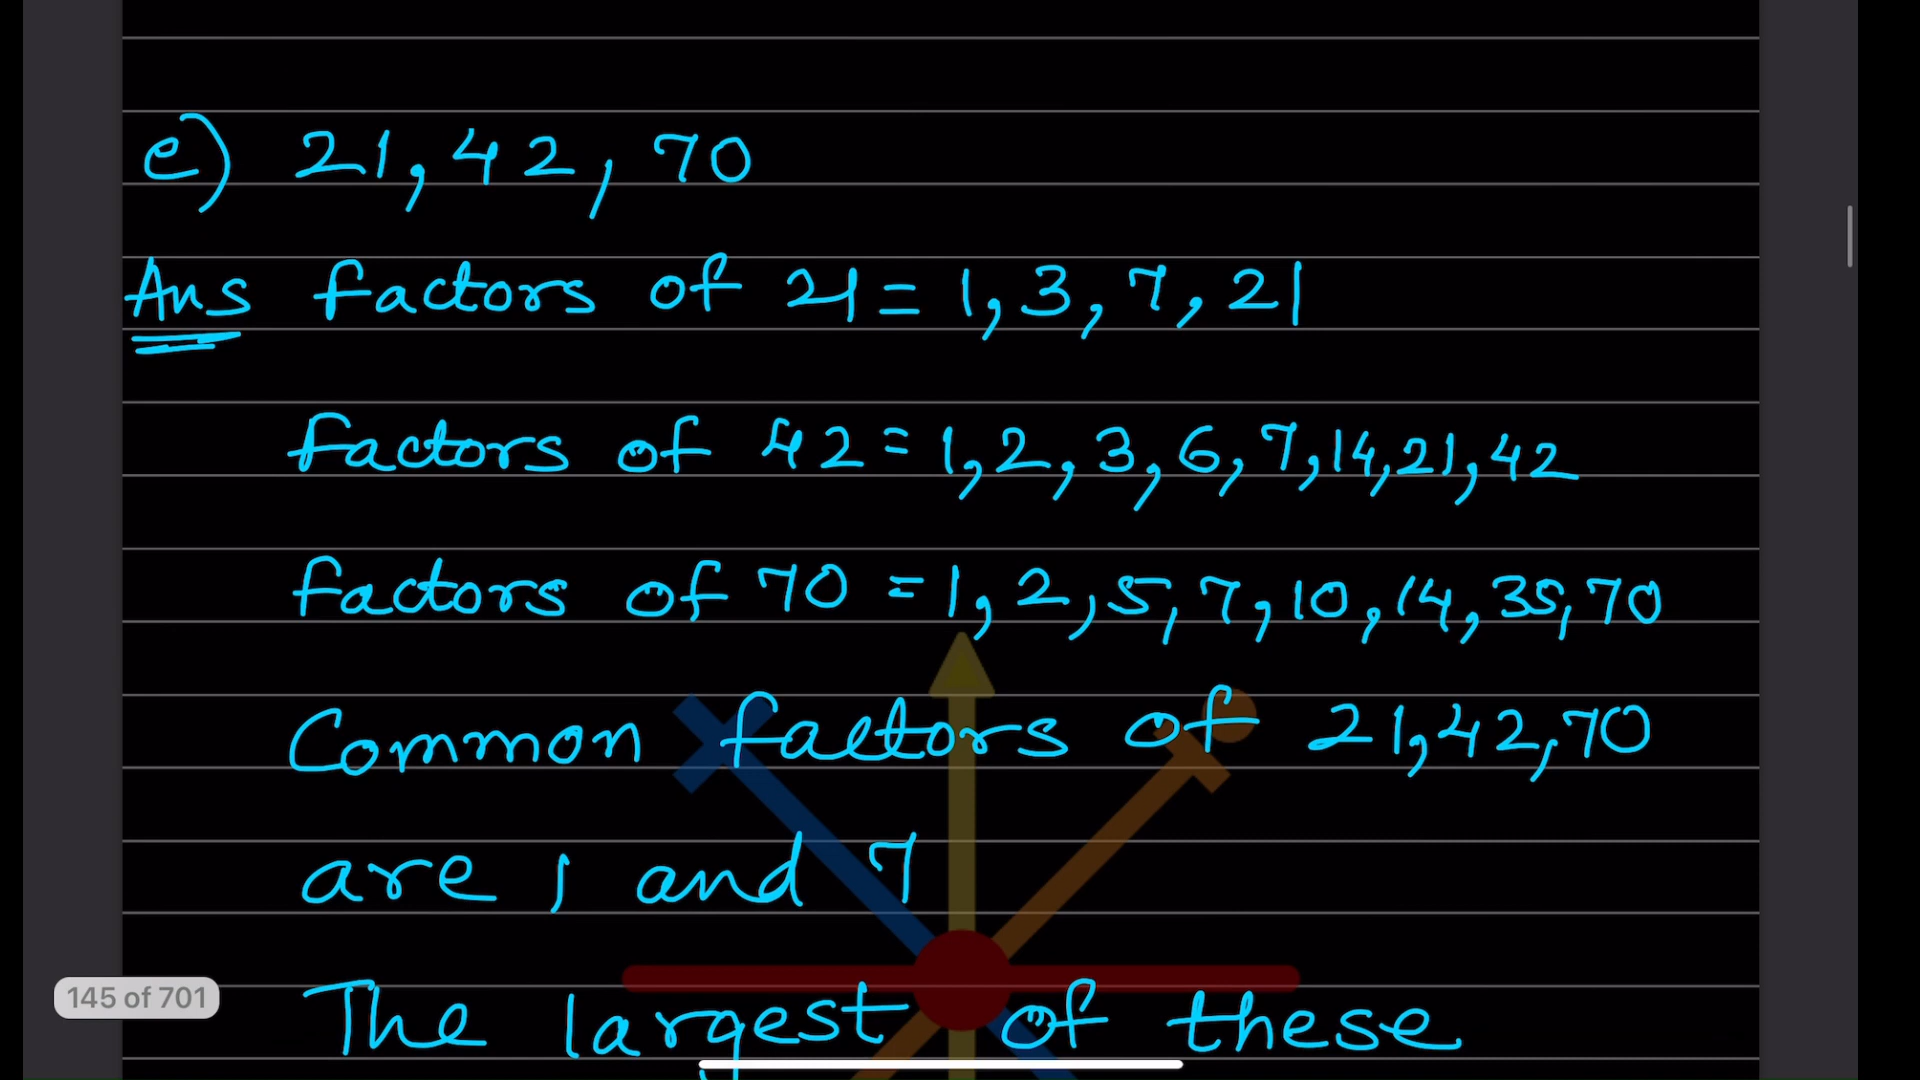 e) 21, 42, 70
Ans factors of 21 = 1, 3, 7, 21
factors of 42 = 1, 2, 3, 6, 7, 14, 21, 42
factors of 70 = 1, 2, 5, 7, 10, 14, 35, 70
Common factors of 21, 42, 70
are 1 and 7
145 of 701
The largest of these